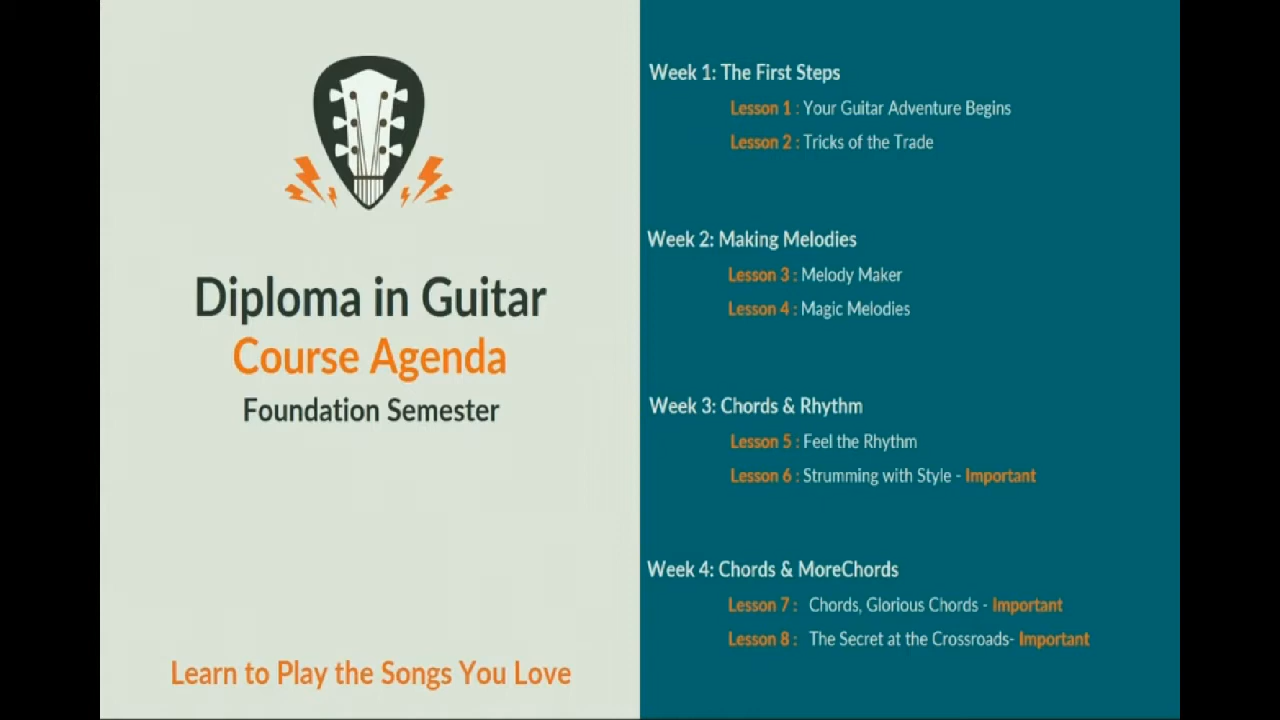 Diploma in Guitar
Course Agenda
Foundation Semester
Learn to Play the Songs You Love
Week 1: The First Steps
Lesson 1 : Your Guitar Adventure Begins
Lesson 2 : Tricks of the Trade
Week 2: Making Melodies
Lesson 3 : Melody Maker
Lesson 4 : Magic Melodies
Week 3: Chords & Rhythm
Lesson 5 : Feel the Rhythm
Lesson 6 : Strumming with Style - Important
Week 4: Chords & MoreChords
Lesson 7 : Chords, Glorious Chords - Important
Lesson 8 : The Secret at the Crossroads- Important